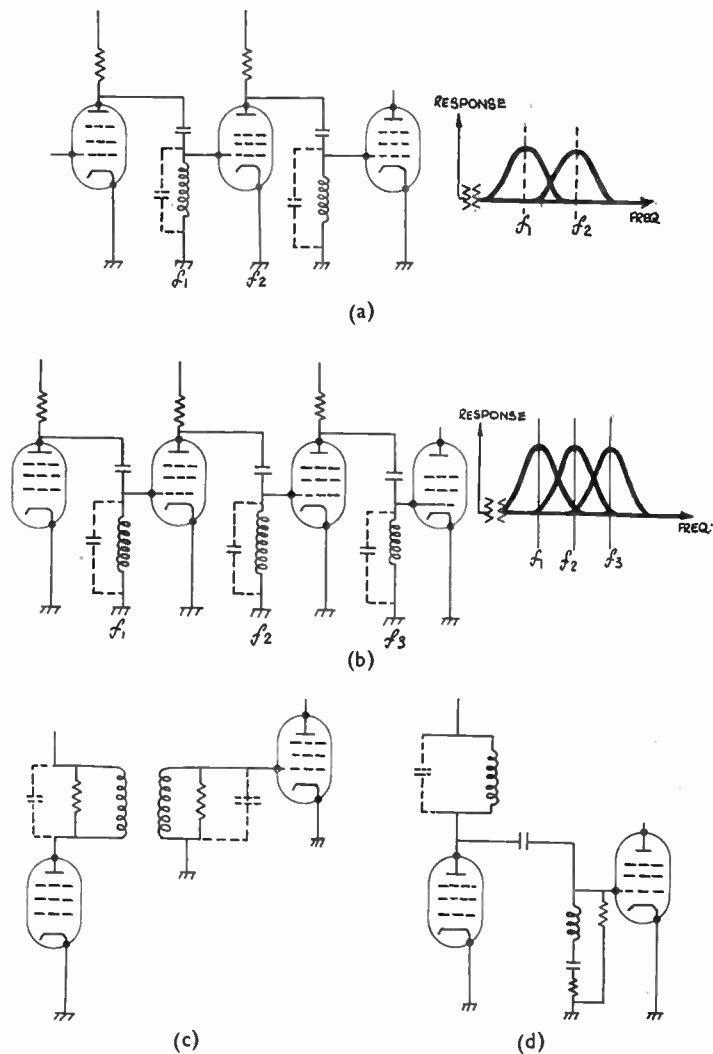 RESPONSE
FREQ.
f1
f2
f1
f2
(a)
RESPONSE
FREQ.
f1
f2
f3
f1
f2
f3
(b)
(c)
(d)